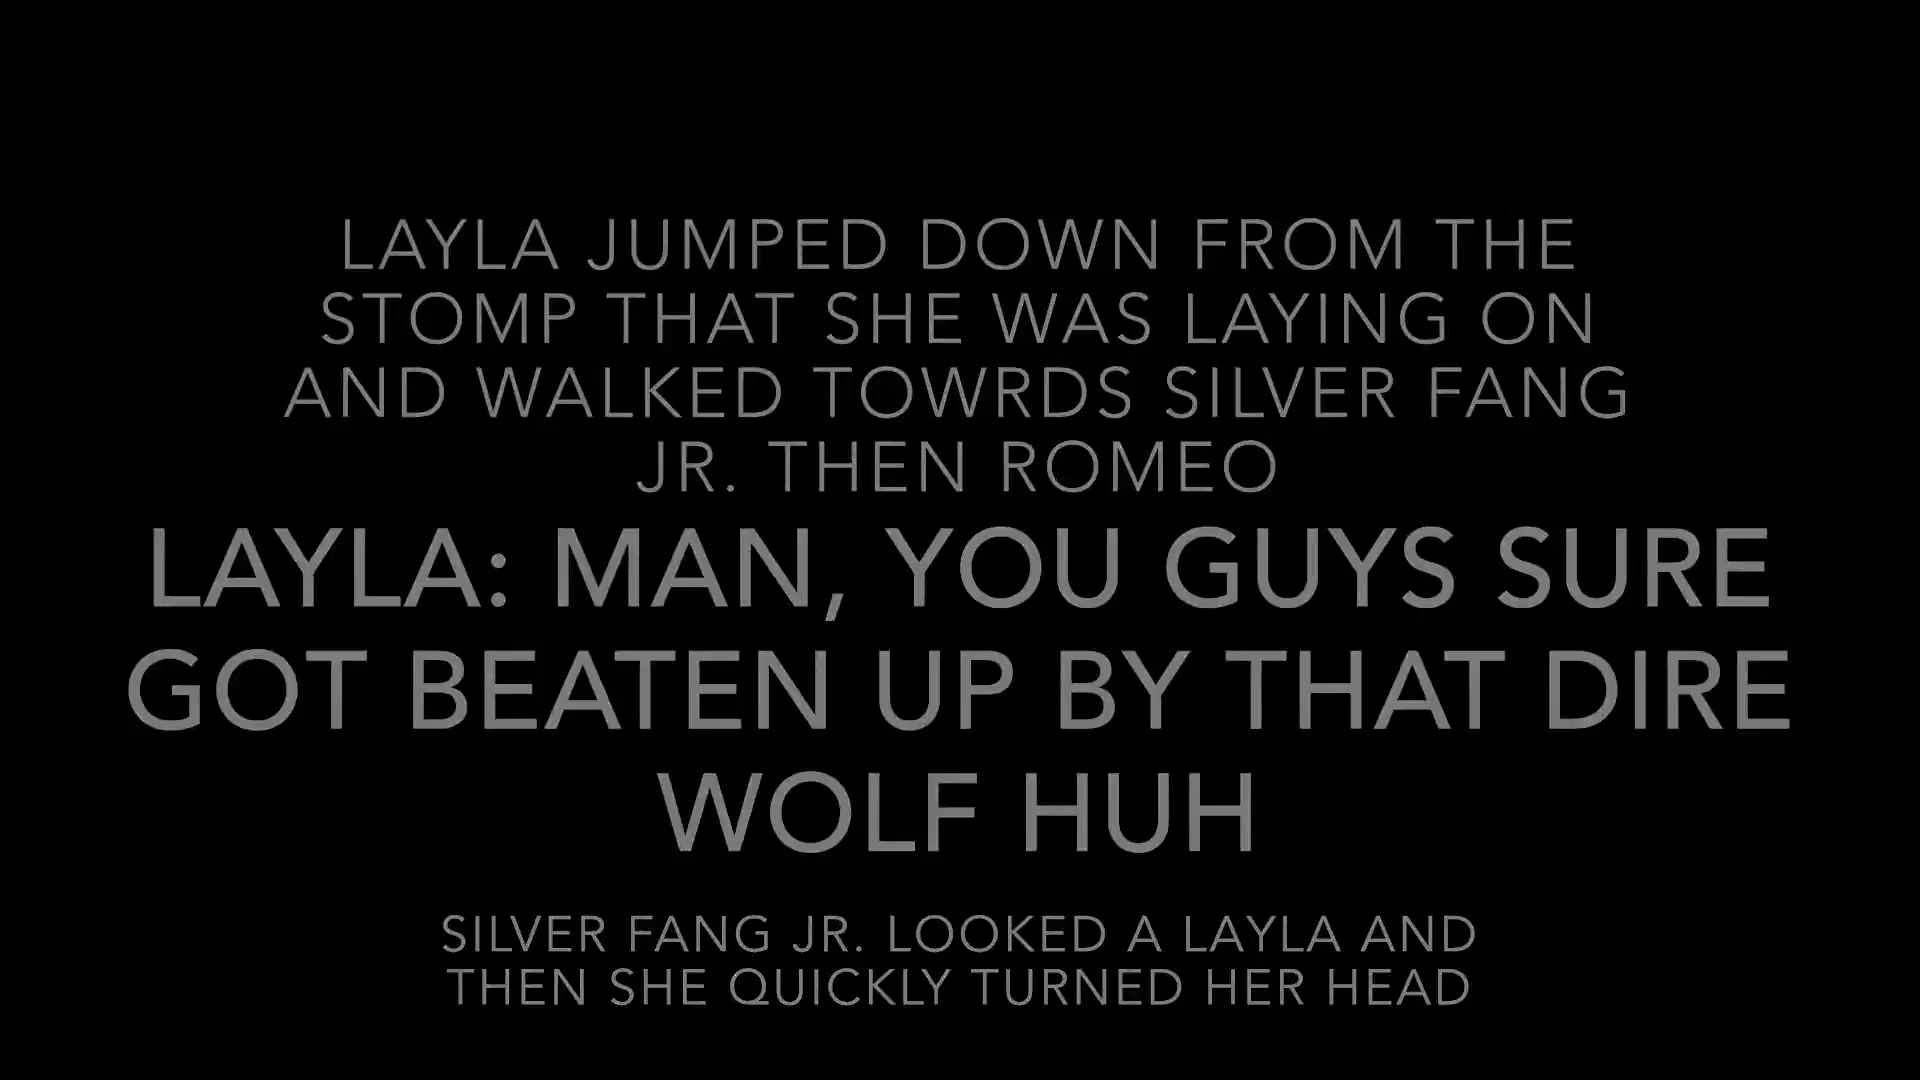 LAYLA JUMPED DOWN FROM THE
STOMP THAT SHE WAS LAYING ON
AND WALKED TOWRDS SILVER FANG
JR. THEN ROMEO
LAYLA: MAN, YOU GUYS SURE
GOT BEATEN UP BY THAT DIRE
WOLF HUH
SILVER FANG JR. LOOKED A LAYLA AND
THEN SHE QUICKLY TURNED HER HEAD